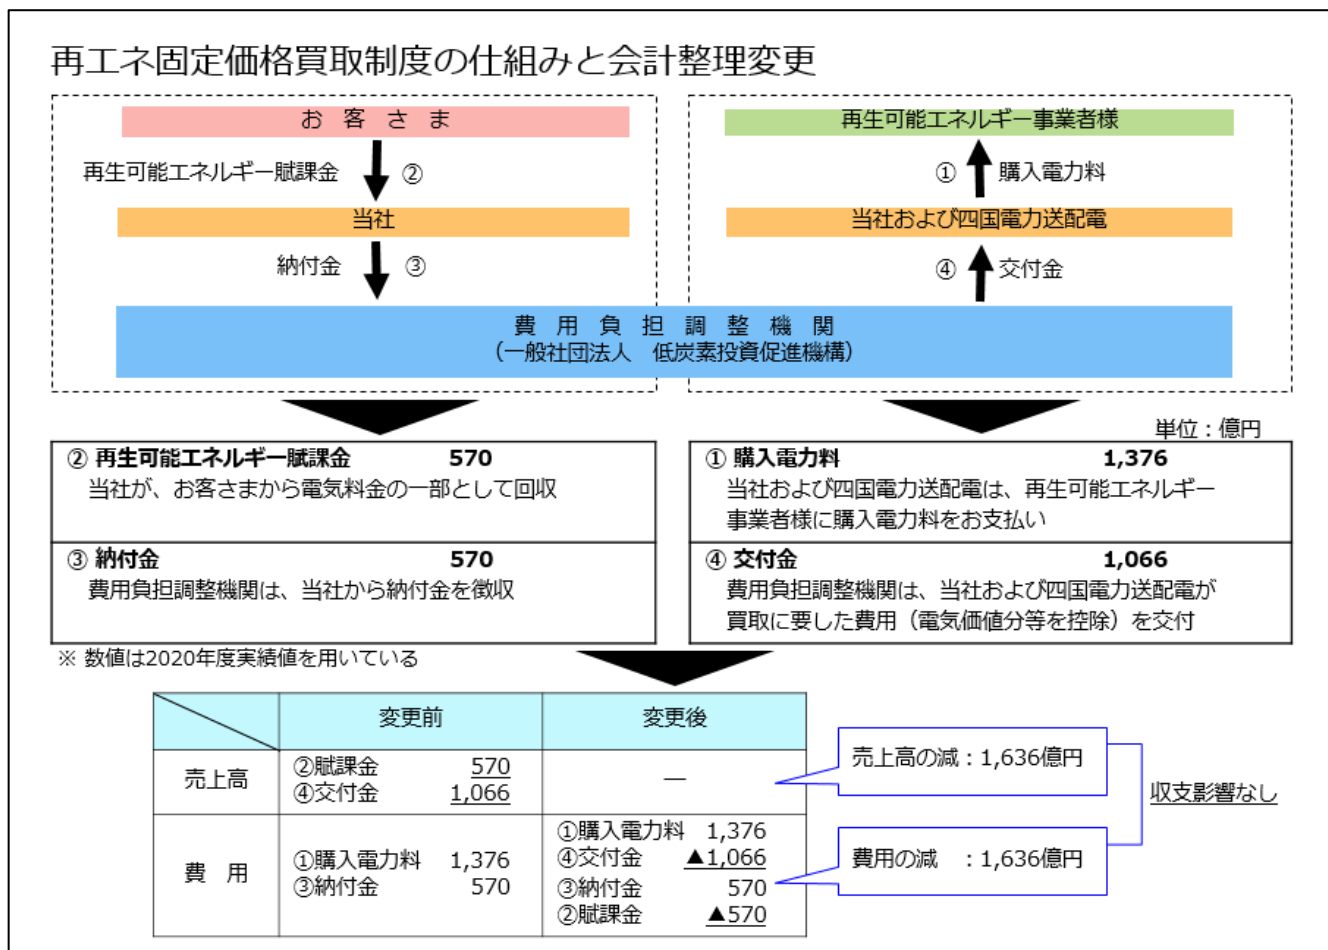 再エネ固定価格買取制度の仕組みと会計整理変更
お 客 さ ま
再生可能エネルギー賦課金 ②
当社
納付金 ③
再生可能エネルギー事業者様
① 購入電力料
当社および四国電力送配電
④ 交付金
費 用 負 担 調 整 機 関
（一般社団法人 低炭素投資促進機構）
単位：億円
② 再生可能エネルギー賦課金 570
当社が、お客さまから電気料金の一部として回収
③ 納付金 570
費用負担調整機関は、当社から納付金を徴収
① 購入電力料 1,376
当社および四国電力送配電は、再生可能エネルギー
事業者様に購入電力料をお支払い
④ 交付金 1,066
費用負担調整機関は、当社および四国電力送配電が
買取に要した費用（電気価値分等を控除）を交付
※ 数値は2020年度実績値を用いている
変更前 変更後
売上高
②賦課金 570
④交付金 1,066
―
費 用
①購入電力料 1,376
③納付金 570
①購入電力料 1,376
④交付金 ▲1,066
③納付金 570
②賦課金 ▲570
売上高の減：1,636億円
費用の減 ：1,636億円
収支影響なし